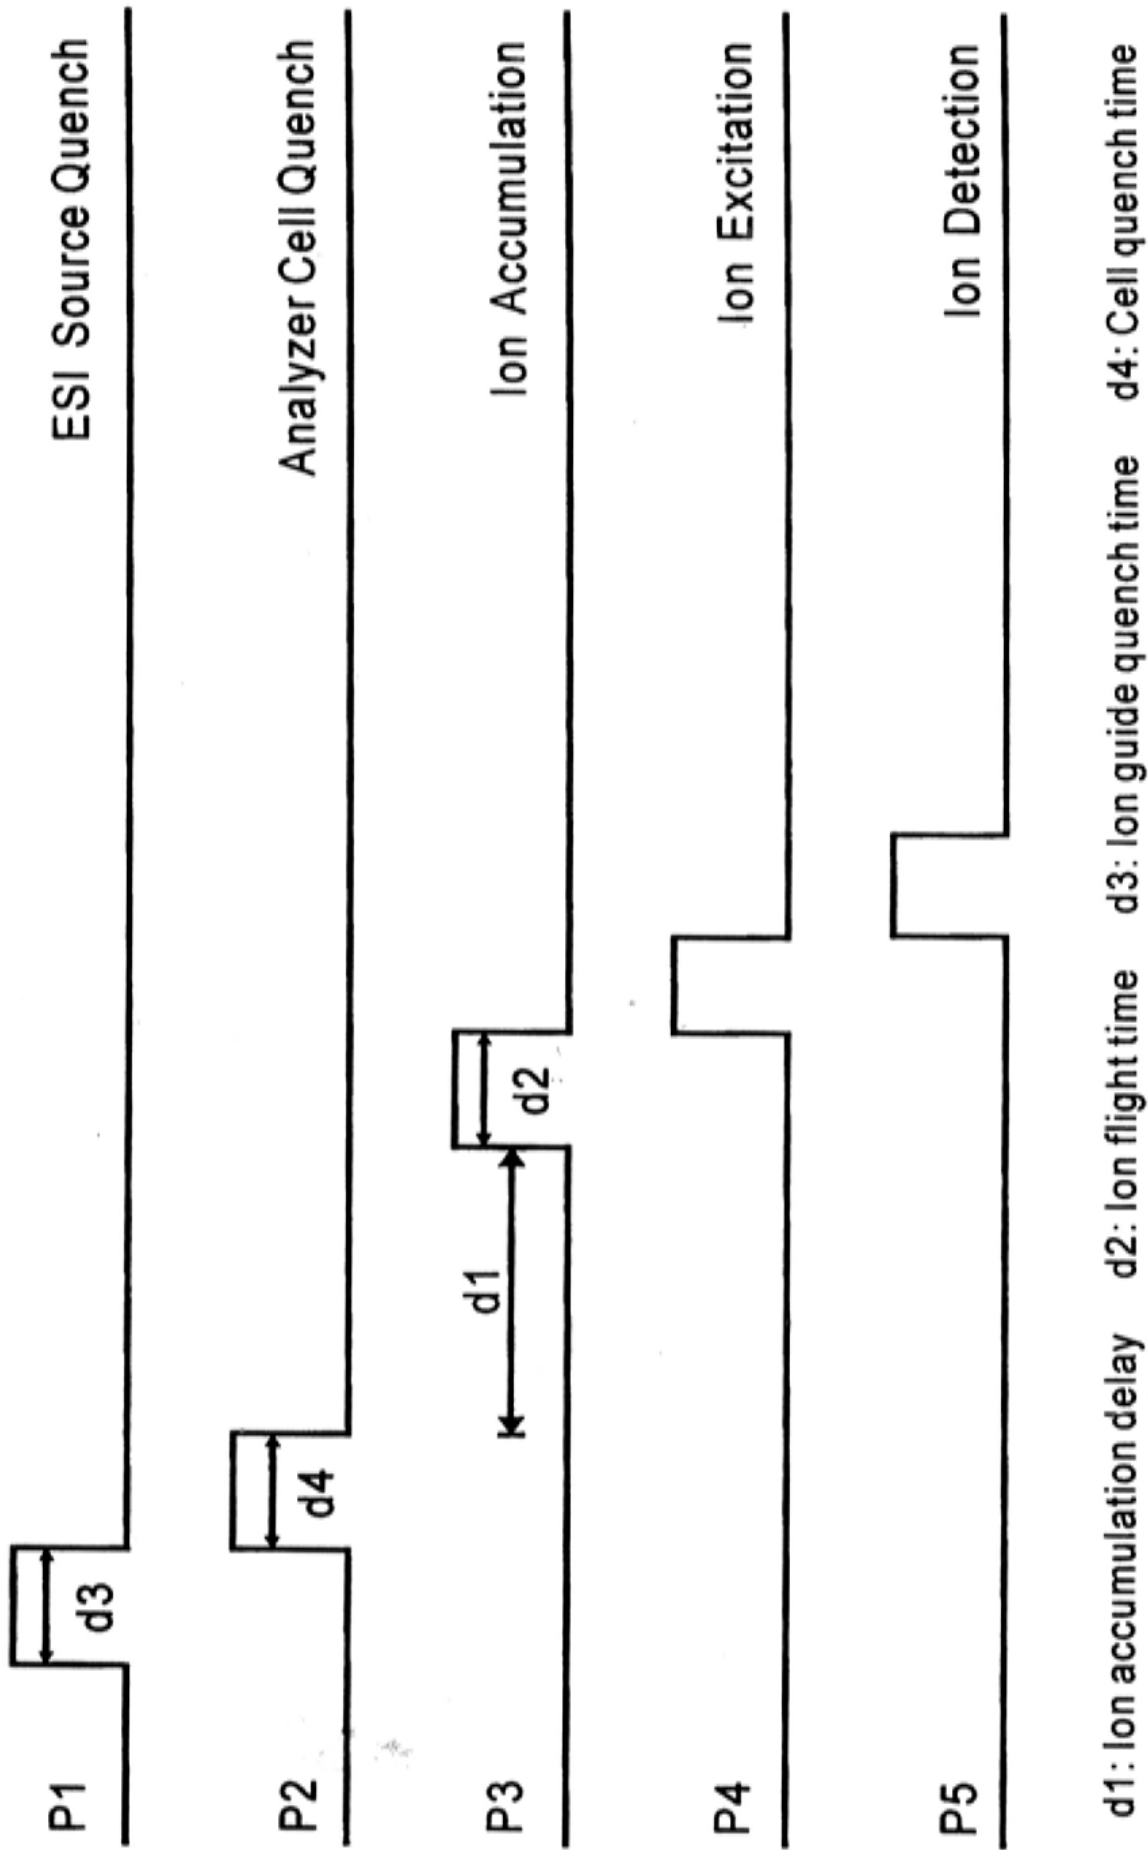 P1 ESI Source Quench
d3
P2 Analyzer Cell Quench
d4
P3 Ion Accumulation
d1
d2
P4 Ion Excitation
P5 Ion Detection
d1: Ion accumulation delay d2: Ion flight time d3: Ion guide quench time d4: Cell quench time